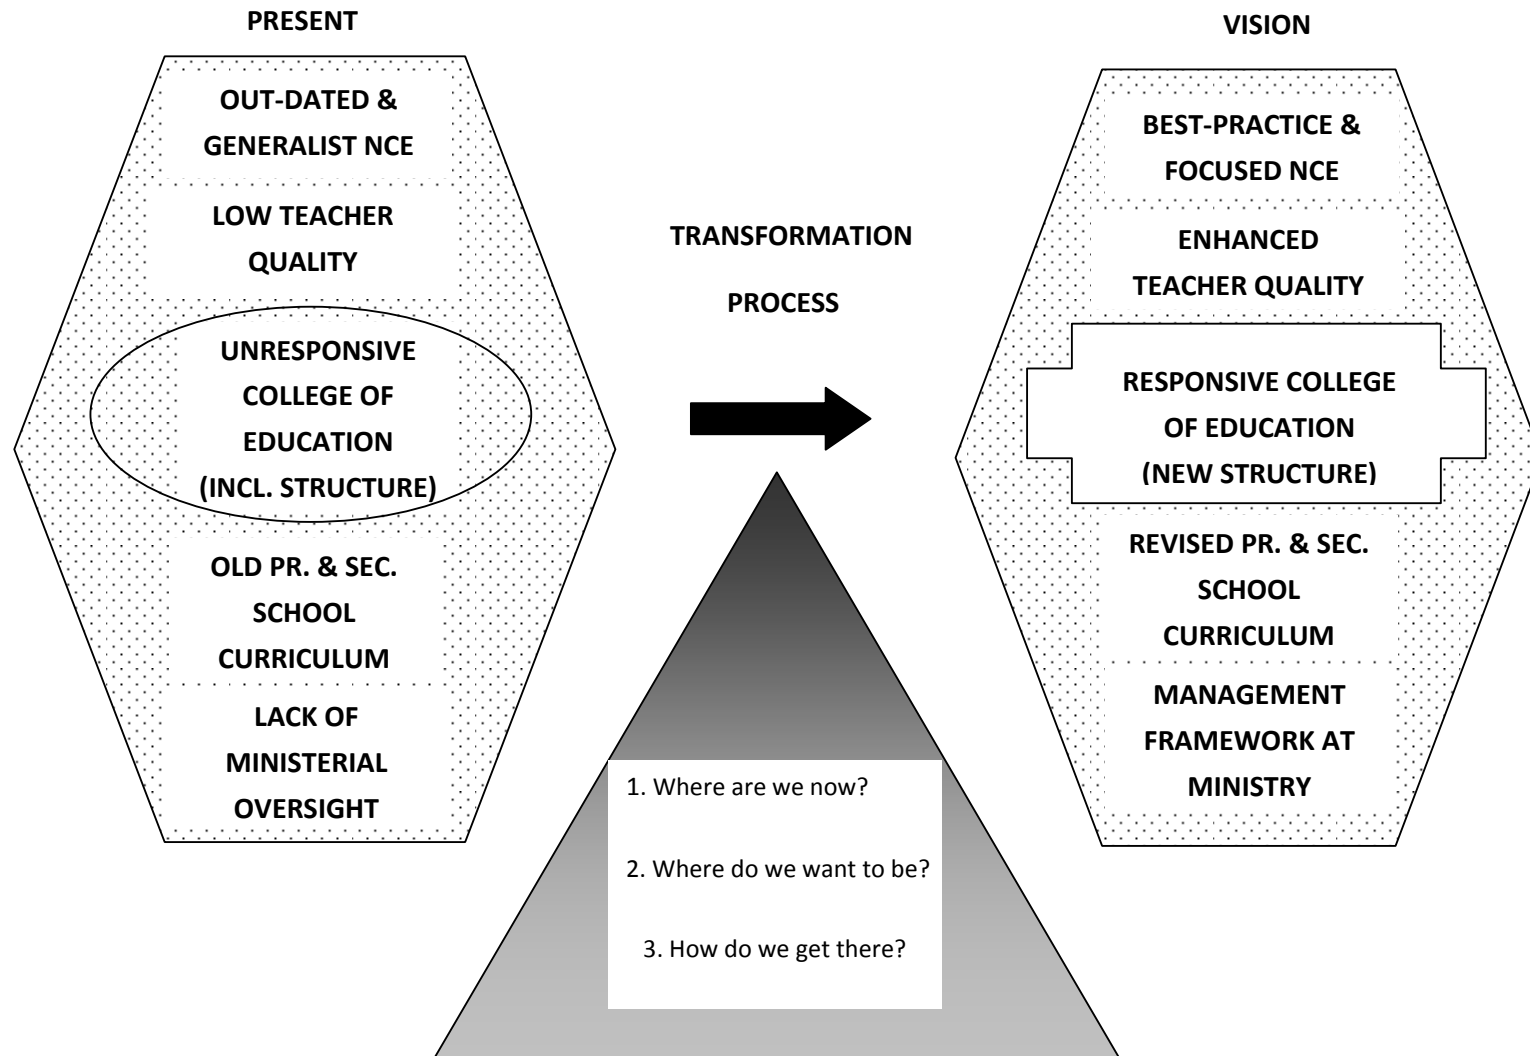 PRESENT
OUT-DATED &
GENERALIST NCE
LOW TEACHER
QUALITY
UNRESPONSIVE
COLLEGE OF
EDUCATION
(INCL. STRUCTURE)
OLD PR. & SEC.
SCHOOL
CURRICULUM
LACK OF
MINISTERIAL
OVERSIGHT
TRANSFORMATION
PROCESS
1. Where are we now?
2. Where do we want to be?
3. How do we get there?
VISION
BEST-PRACTICE &
FOCUSED NCE
ENHANCED
TEACHER QUALITY
RESPONSIVE COLLEGE
OF EDUCATION
(NEW STRUCTURE)
REVISED PR. & SEC.
SCHOOL
CURRICULUM
MANAGEMENT
FRAMEWORK AT
MINISTRY